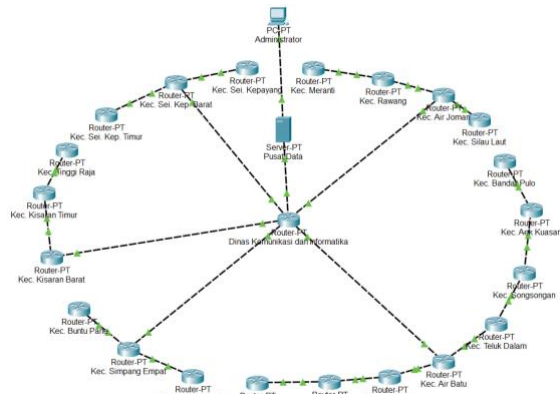 PC-PT
Administrator
Router-PT
Kec. Sei. Kepayang
Router-PT
Kec. Meranti
Router-PT
Kec. Sei. Kep. Barat
Router-PT
Kec. Rawang
Router-PT
Kec. Air Joman
Router-PT
Kec. Sei. Kep. Timur
Server-PT
Pusat Data
Router-PT
Kec. Silau Laut
Router-PT
Kec. Tinggi Raja
Router-PT
Kec. Bandar Pulo
Router-PT
Kec. Kisaran Timur
Router-PT
Dinas Komunikasi dan Informatika
Router-PT
Kec.
Router-PT
Kec. Kisaran Barat
Router-PT
Kec. Songsongan
Router-PT
Kec. Buntu
Router-PT
Kec. Teluk Dalam
Router-PT
Kec. Simpang Empat
Router-PT
Kec. Air Batu
Router-PT
Router-PT
Router-PT
Router-PT